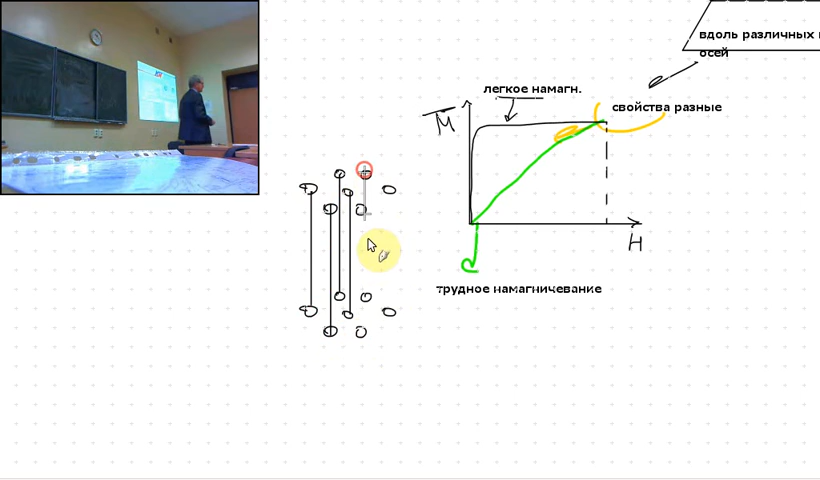 вдоль различных
осей
легкое намагн.
свойства разные
M
H
трудное намагничевание